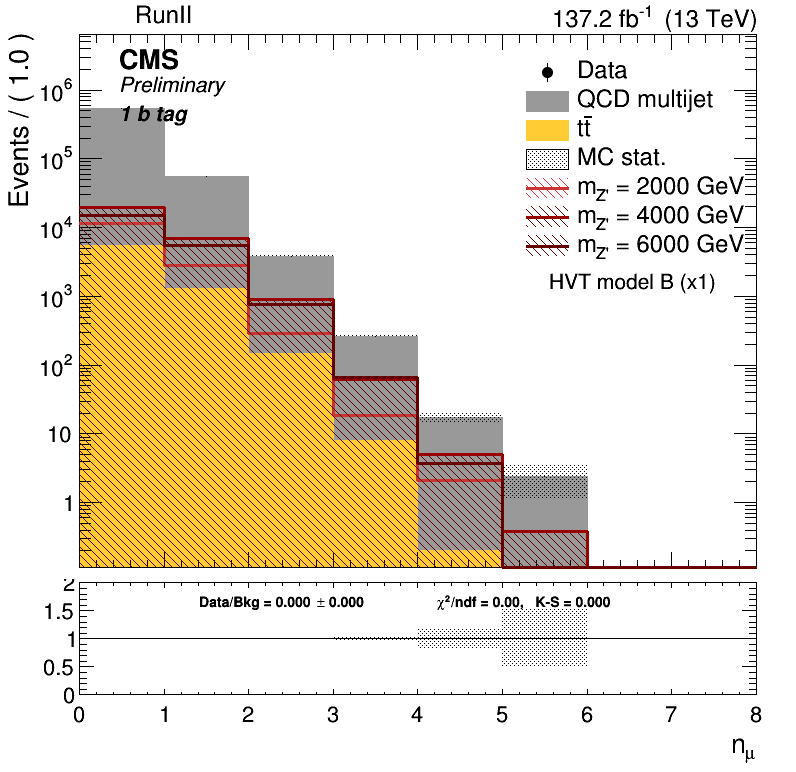 RunII 137.2 fb⁻¹ (13 TeV)
CMS
Preliminary
1 b tag
Data
QCD multijet
tt̄
MC stat.
m_Z' = 2000 GeV
m_Z' = 4000 GeV
m_Z' = 6000 GeV
HVT model B (x1)
Events / ( 1.0 )
10⁶
10⁵
10⁴
10³
10²
10
1
Data/Bkg = 0.000 ± 0.000 χ²/ndf = 0.00, K-S = 0.000
2
1.5
1
0.5
0
0 1 2 3 4 5 6 7 8
n_μ